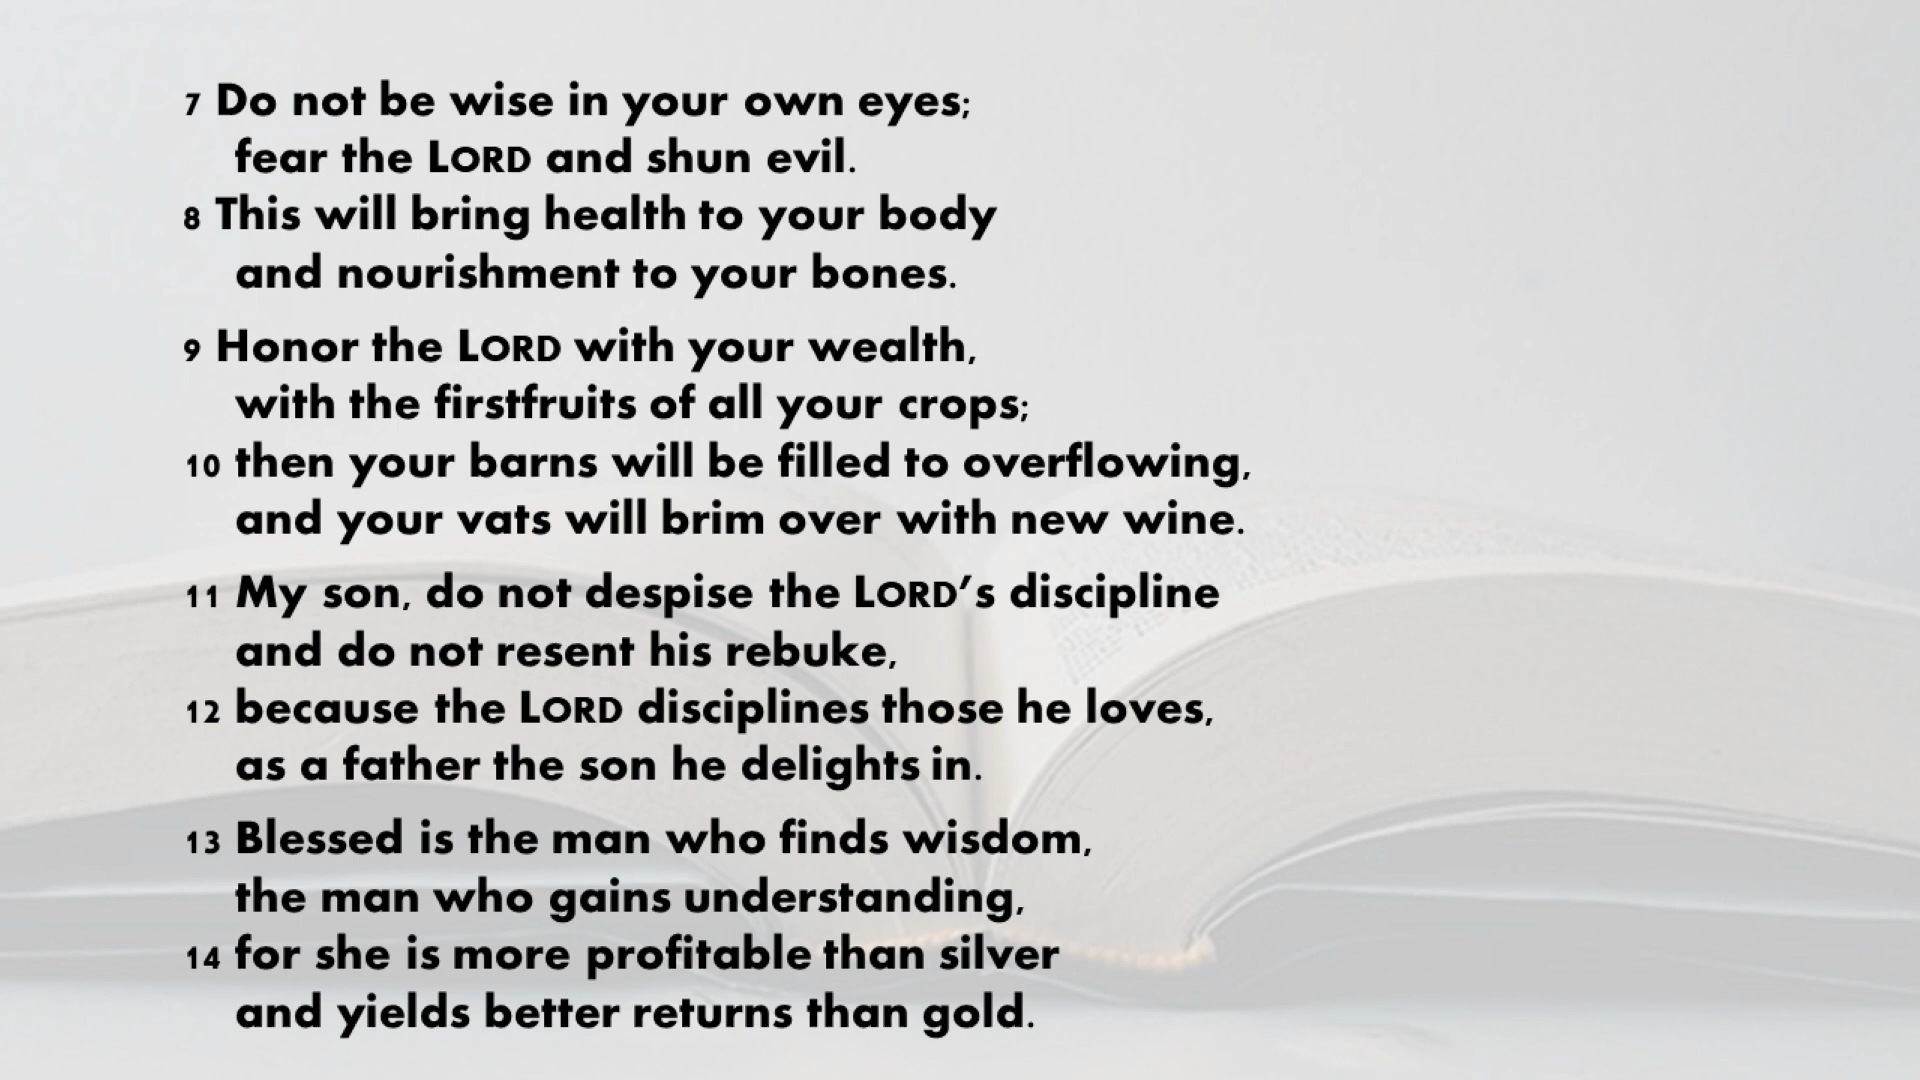 7 Do not be wise in your own eyes;
fear the LORD and shun evil.
8 This will bring health to your body
and nourishment to your bones.
9 Honor the LORD with your wealth,
with the firstfruits of all your crops;
10 then your barns will be filled to overflowing,
and your vats will brim over with new wine.
11 My son, do not despise the LORD’s discipline
and do not resent his rebuke,
12 because the LORD disciplines those he loves,
as a father the son he delights in.
13 Blessed is the man who finds wisdom,
the man who gains understanding,
14 for she is more profitable than silver
and yields better returns than gold.